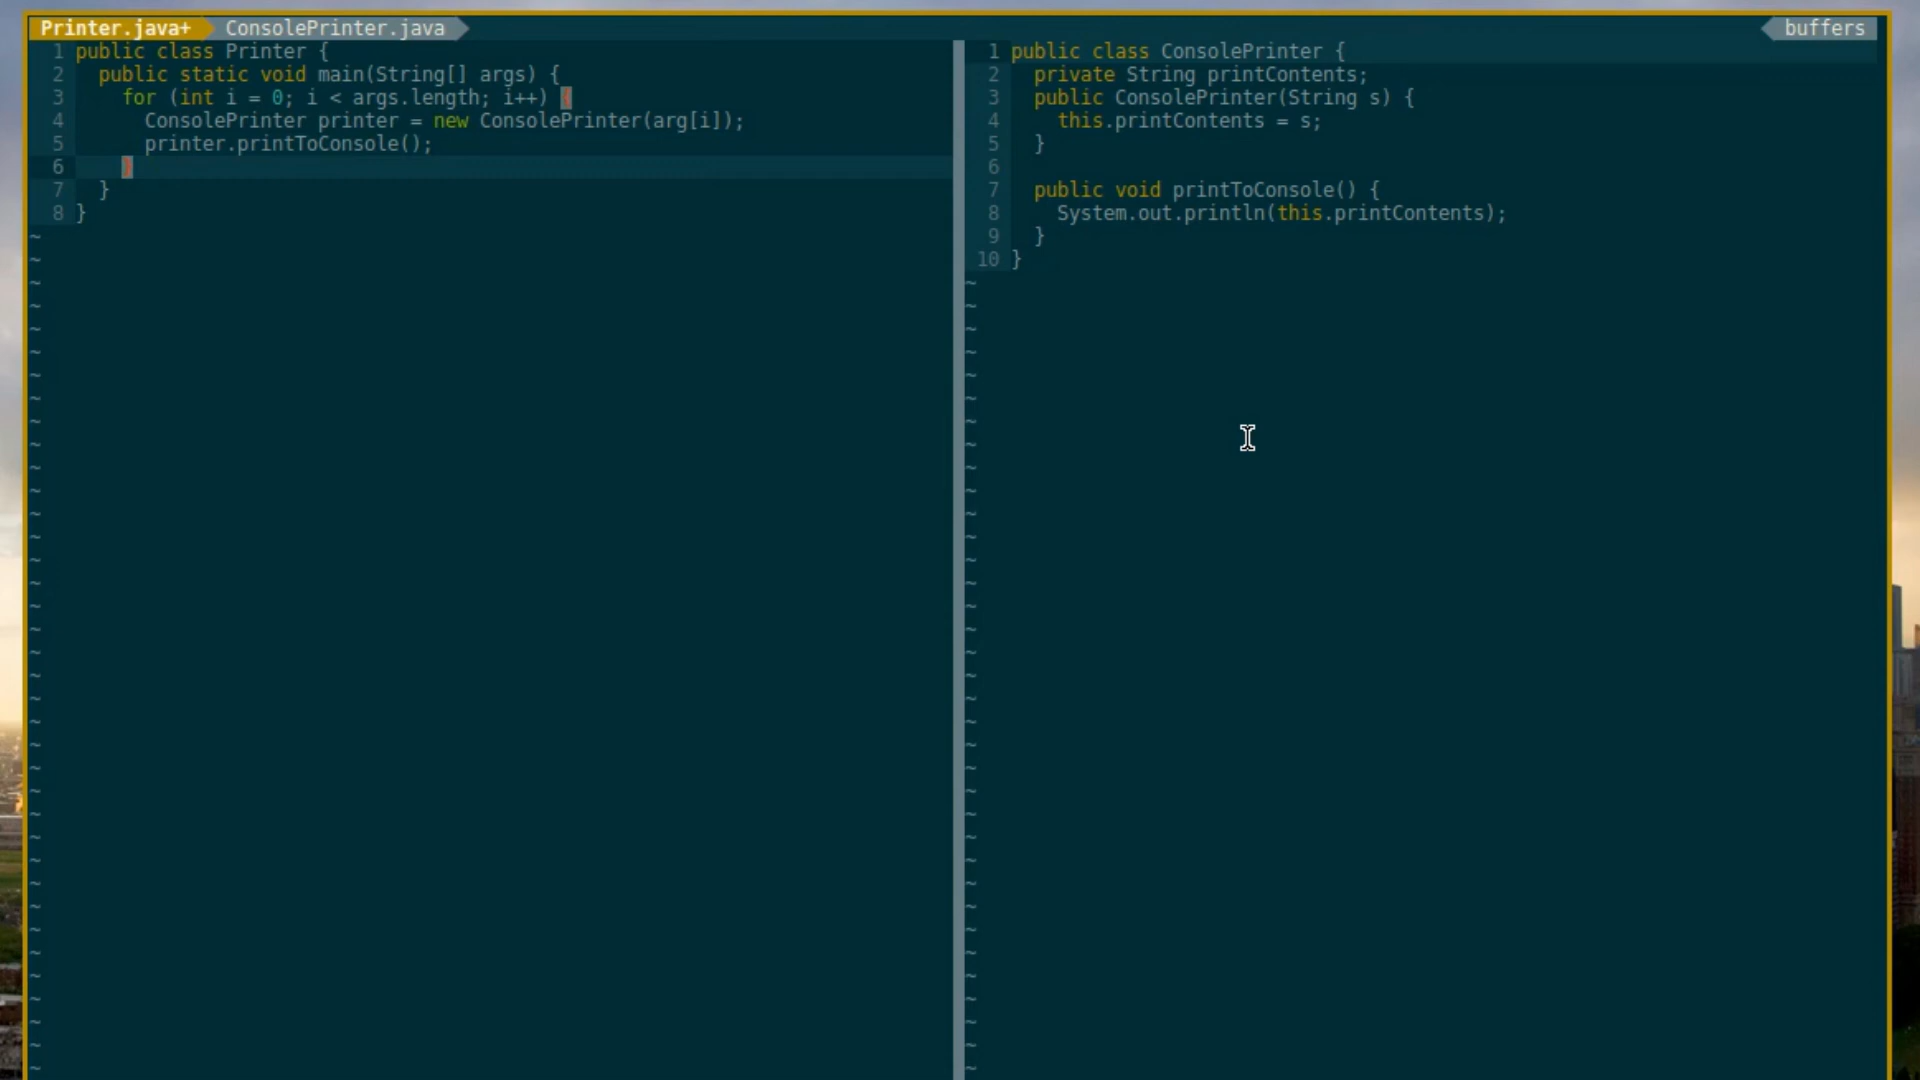 Printer.java+ ConsolePrinter.java buffers
1 public class Printer {
2   public static void main(String[] args) {
3     for (int i = 0; i < args.length; i++) {
4       ConsolePrinter printer = new ConsolePrinter(arg[i]);
5       printer.printToConsole();
6     }
7   }
8 }
1 public class ConsolePrinter {
2   private String printContents;
3   public ConsolePrinter(String s) {
4     this.printContents = s;
5   }
6
7   public void printToConsole() {
8     System.out.println(this.printContents);
9   }
10 }